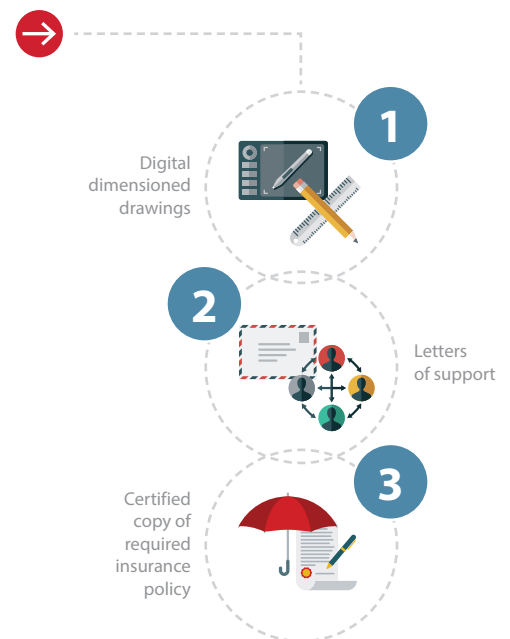 1
Digital
dimensioned
drawings
2
Letters
of support
3
Certified
copy of
required
insurance
policy